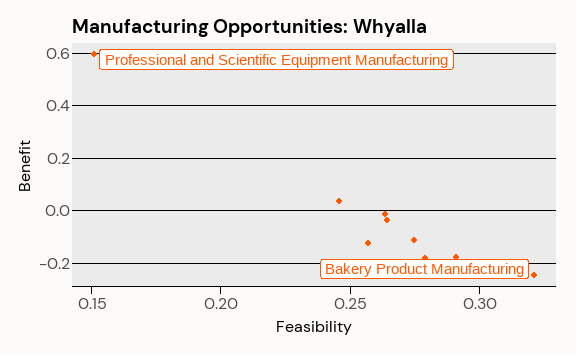 Manufacturing Opportunities: Whyalla
0.6
Professional and Scientific Equipment Manufacturing
0.4
0.2
Benefit
0.0
−0.2
Bakery Product Manufacturing
0.15
0.20
0.25
0.30
Feasibility